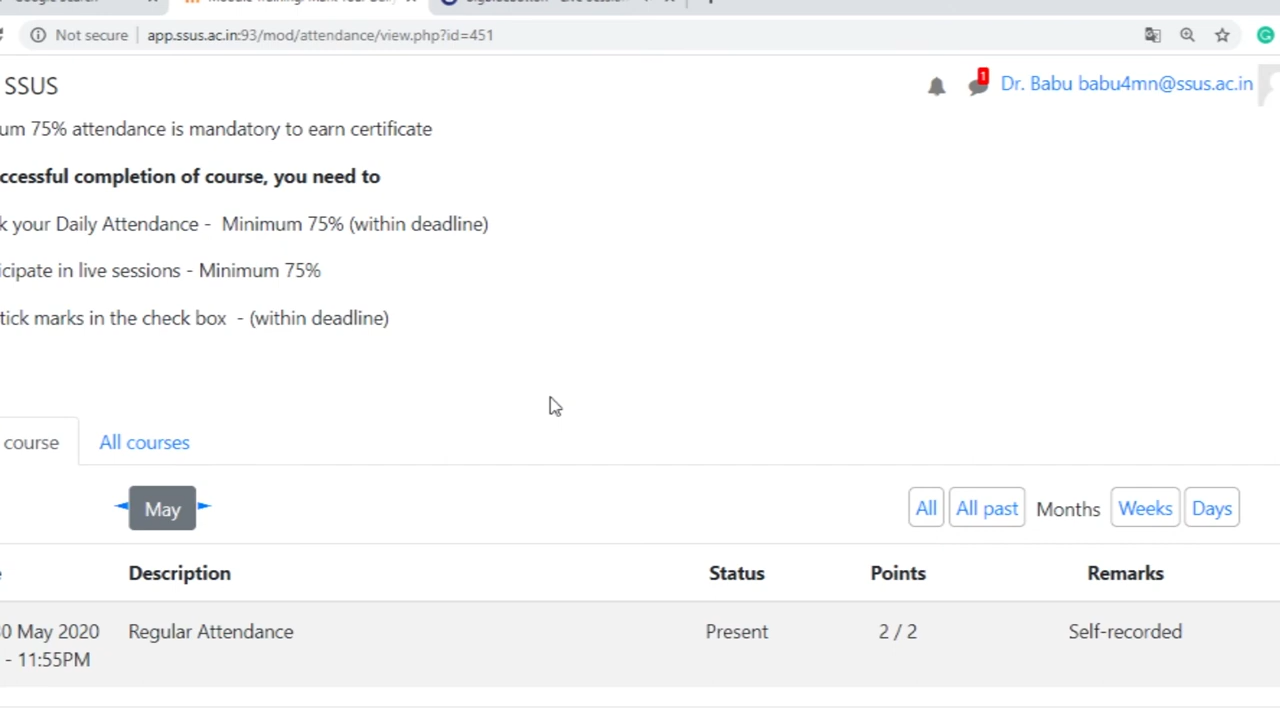 Not secure app.ssus.ac.in:93/mod/attendance/view.php?id=451
SSUS 1 Dr. Babu babu4mn@ssus.ac.in
um 75% attendance is mandatory to earn certificate
ccessful completion of course, you need to
k your Daily Attendance - Minimum 75% (within deadline)
icipate in live sessions - Minimum 75%
tick marks in the check box - (within deadline)
course All courses
May All All past Months Weeks Days
Description Status Points Remarks
0 May 2020 Regular Attendance Present 2 / 2 Self-recorded
- 11:55PM